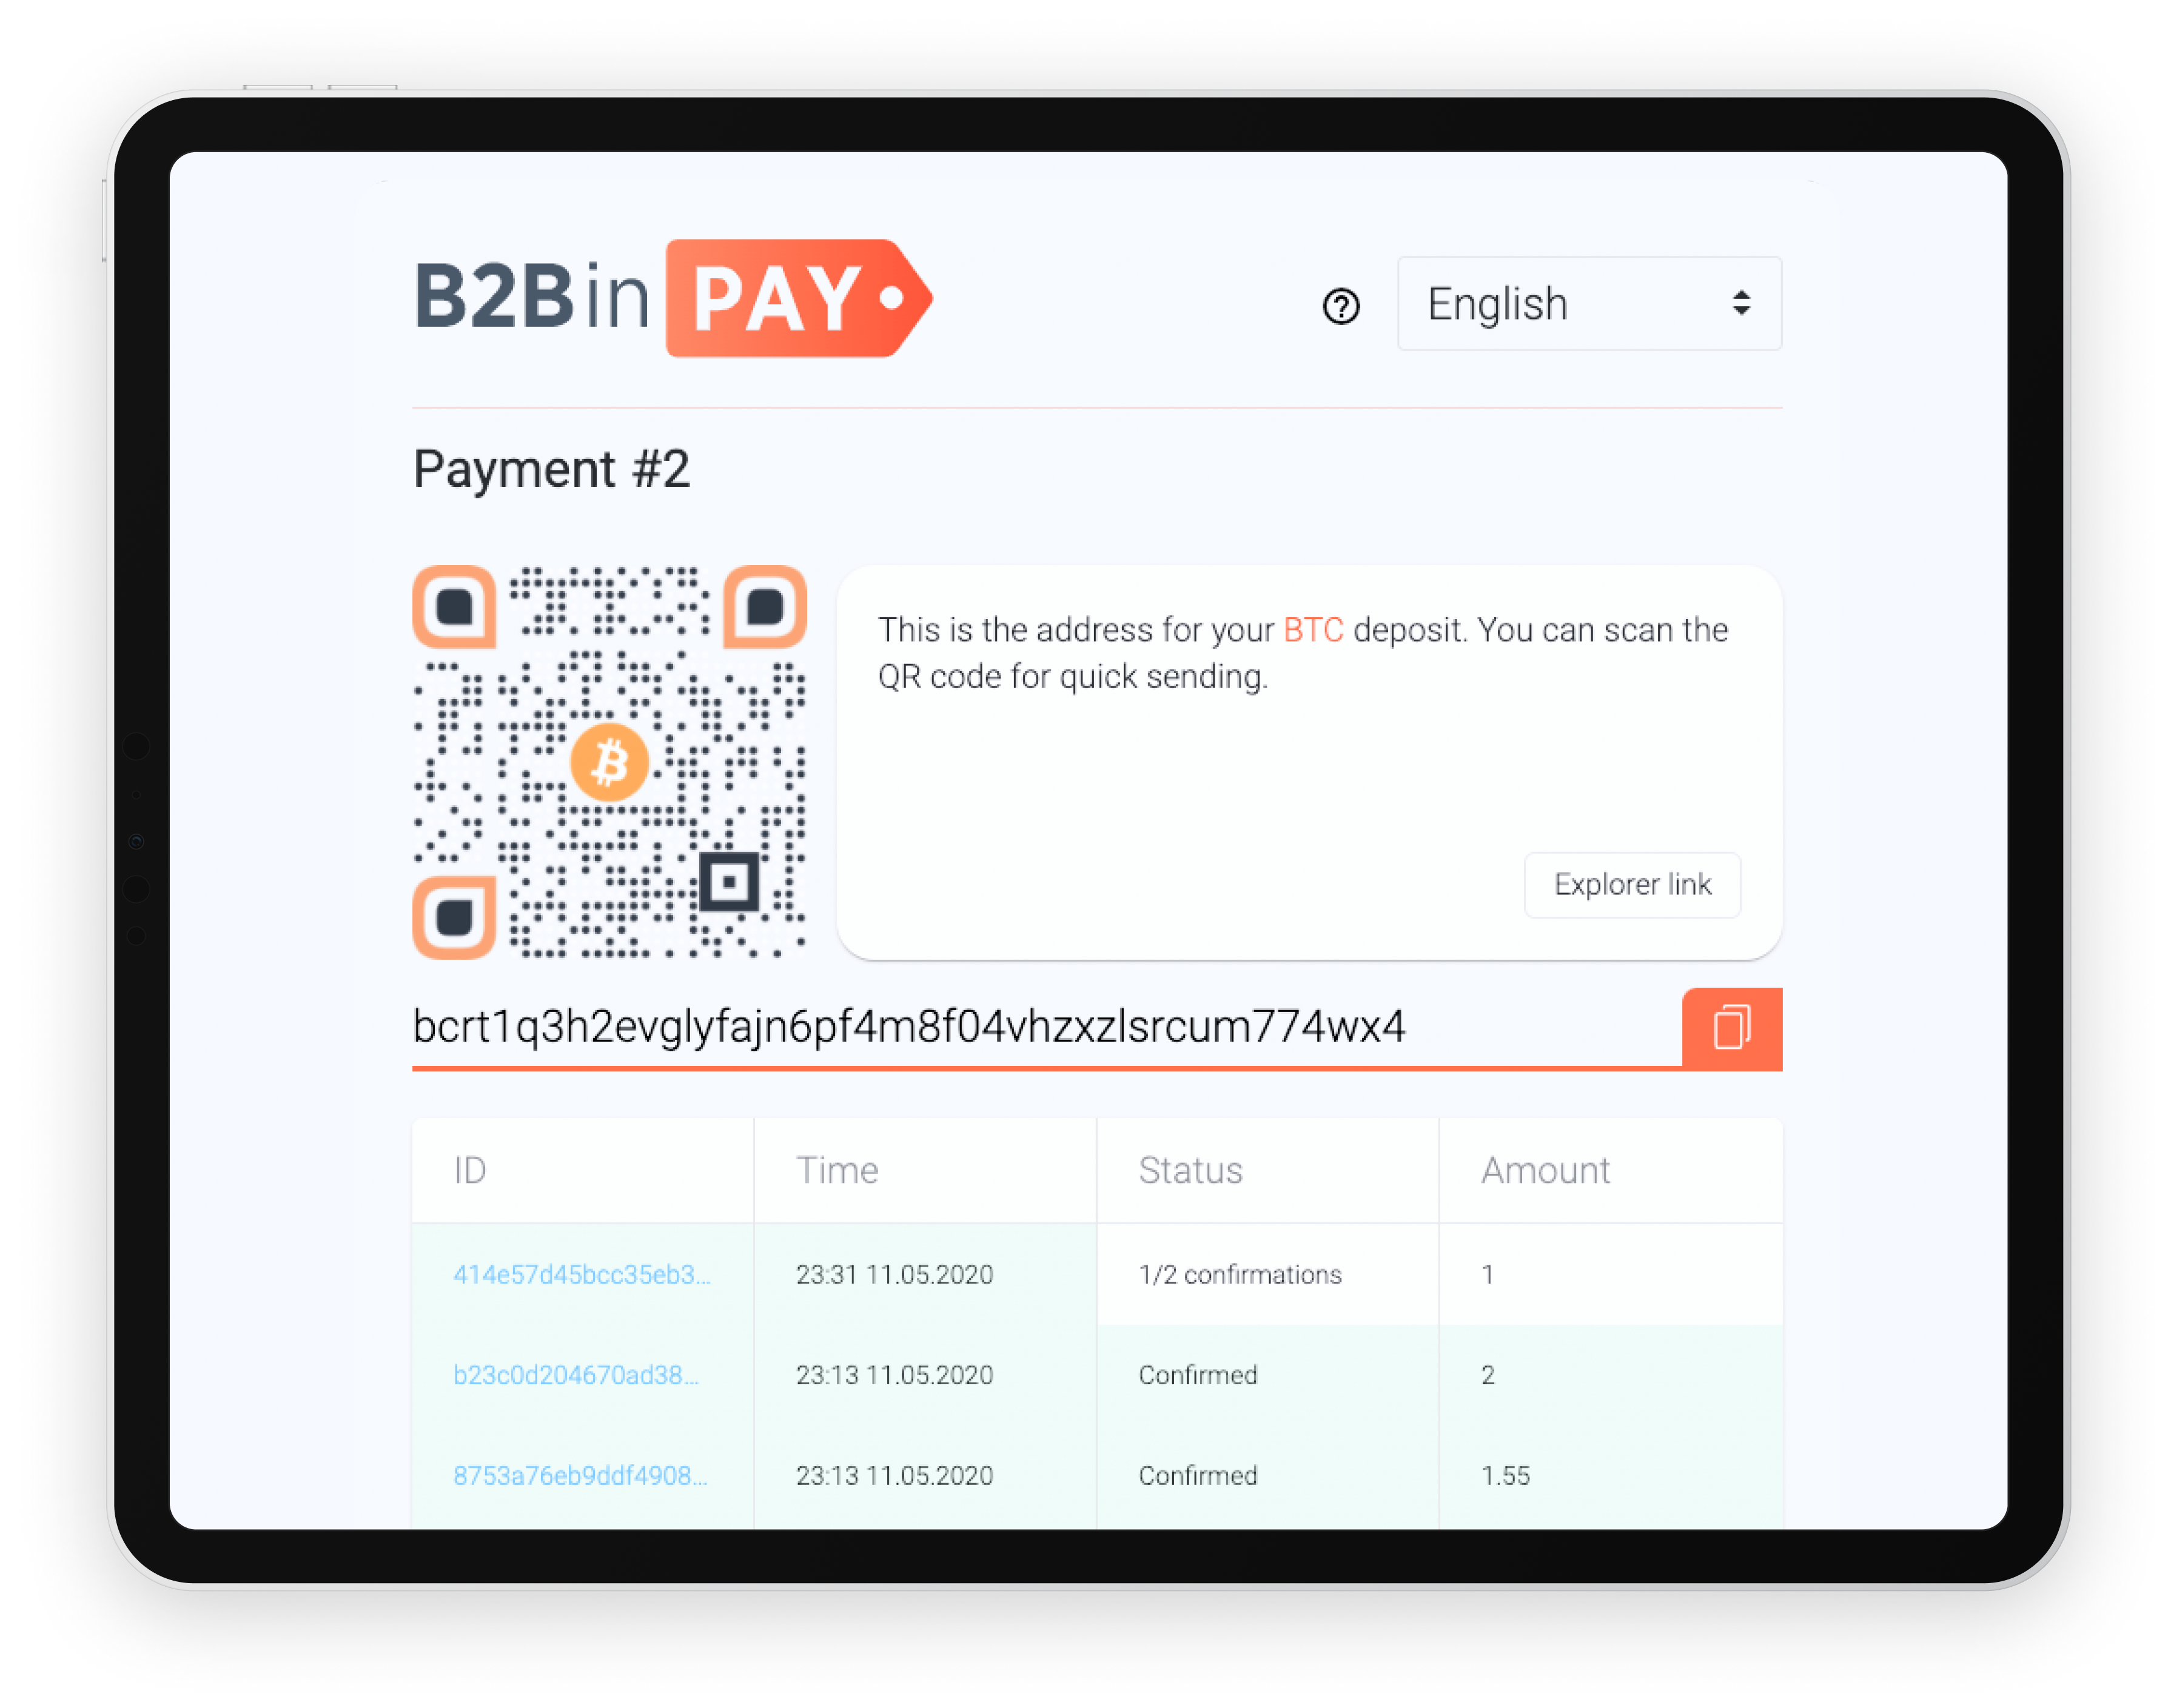 B2Bin PAY
English
Payment #2
This is the address for your BTC deposit. You can scan the
QR code for quick sending.
Explorer link
bcrt1q3h2evglyfajn6pf4m8f04vhzxzlsrcum774wx4
ID Time Status Amount
414e57d45bcc35eb3... 23:31 11.05.2020 1/2 confirmations 1
b23c0d204670ad38... 23:13 11.05.2020 Confirmed 2
8753a76eb9ddf4908... 23:13 11.05.2020 Confirmed 1.55